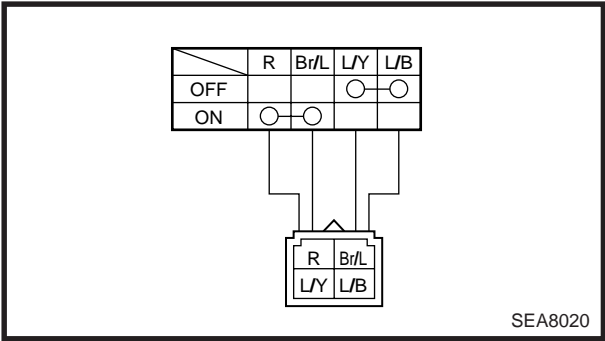 R Br/L L/Y L/B
OFF
ON
R Br/L
L/Y L/B
SEA8020